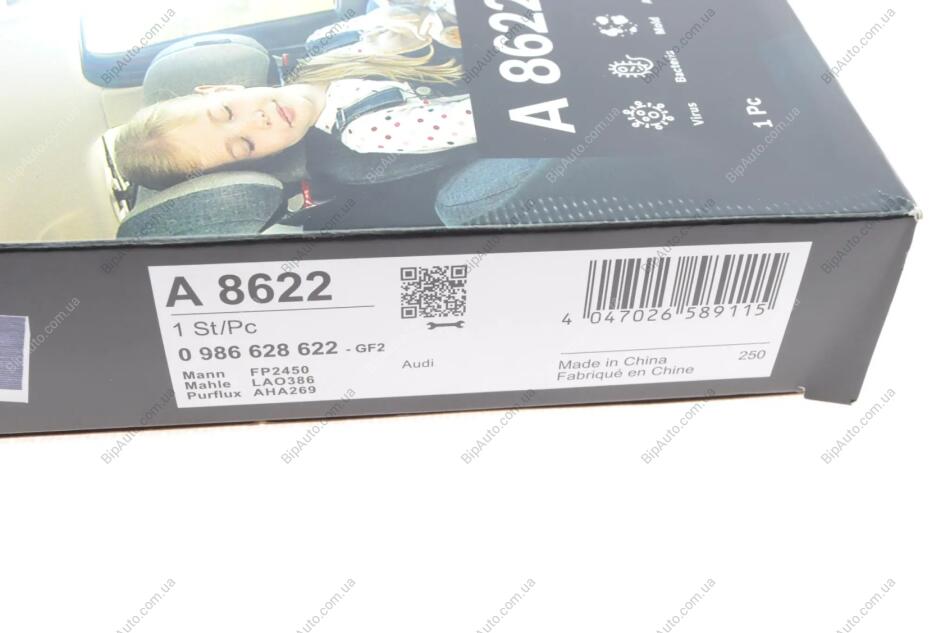 A 8622
Virus
Bacteria
Mold
1 Pc
A 8622
1 St/Pc
0 986 628 622 - GF2
Mann FP2450
Mahle LAO386
Purflux AHA269
Audi
4 047026 589115
Made in China
Fabriqué en Chine
250
BipAuto.com.ua